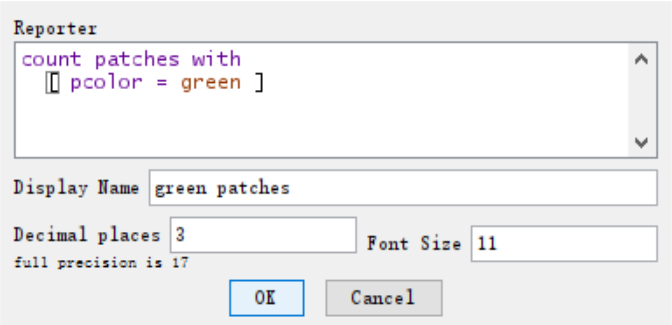 Reporter
count patches with
[ pcolor = green ]
Display Name green patches
Decimal places 3 Font Size 11
full precision is 17
OK Cancel